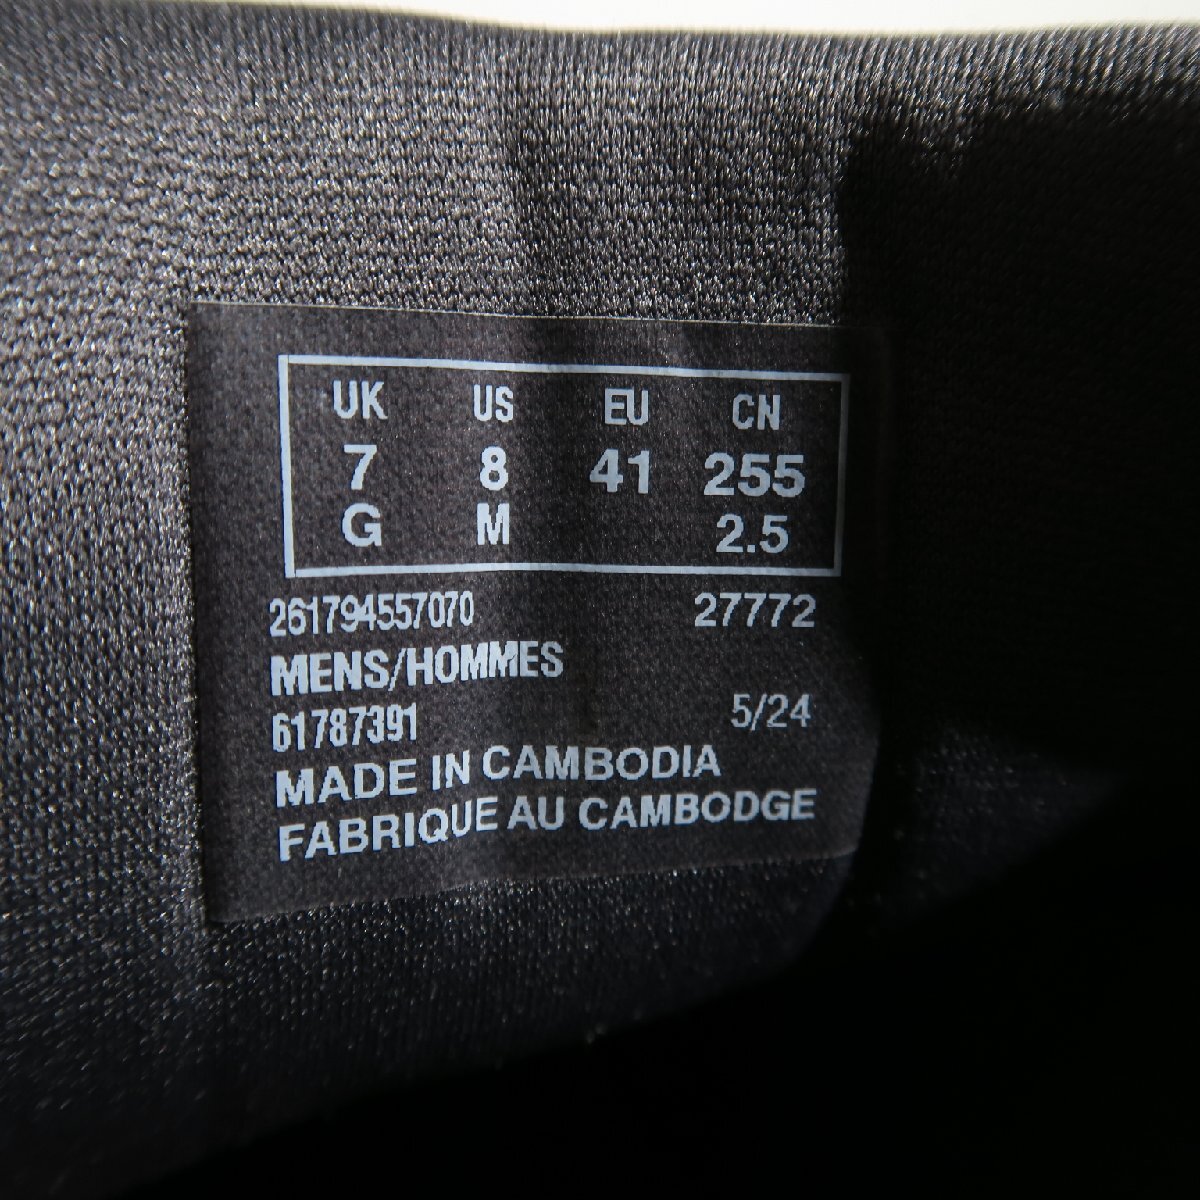 UK US EU CN
7 8 41 255
G M 2.5
261794557070 27772
MENS/HOMMES
61787391 5/24
MADE IN CAMBODIA
FABRIQUE AU CAMBODGE